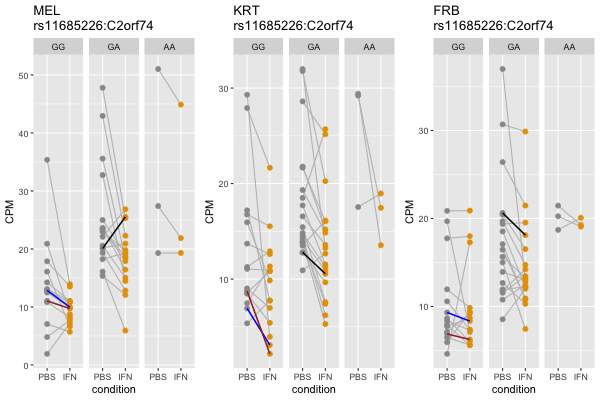 MEL
rs11685226:C2orf74
GG GA AA
50
40
30
20
10
0
CPM
PBS IFN PBS IFN PBS IFN
condition
KRT
rs11685226:C2orf74
GG GA AA
30
20
10
CPM
PBS IFN PBS IFN PBS IFN
condition
FRB
rs11685226:C2orf74
GG GA AA
30
20
10
CPM
PBS IFN PBS IFN PBS IFN
condition